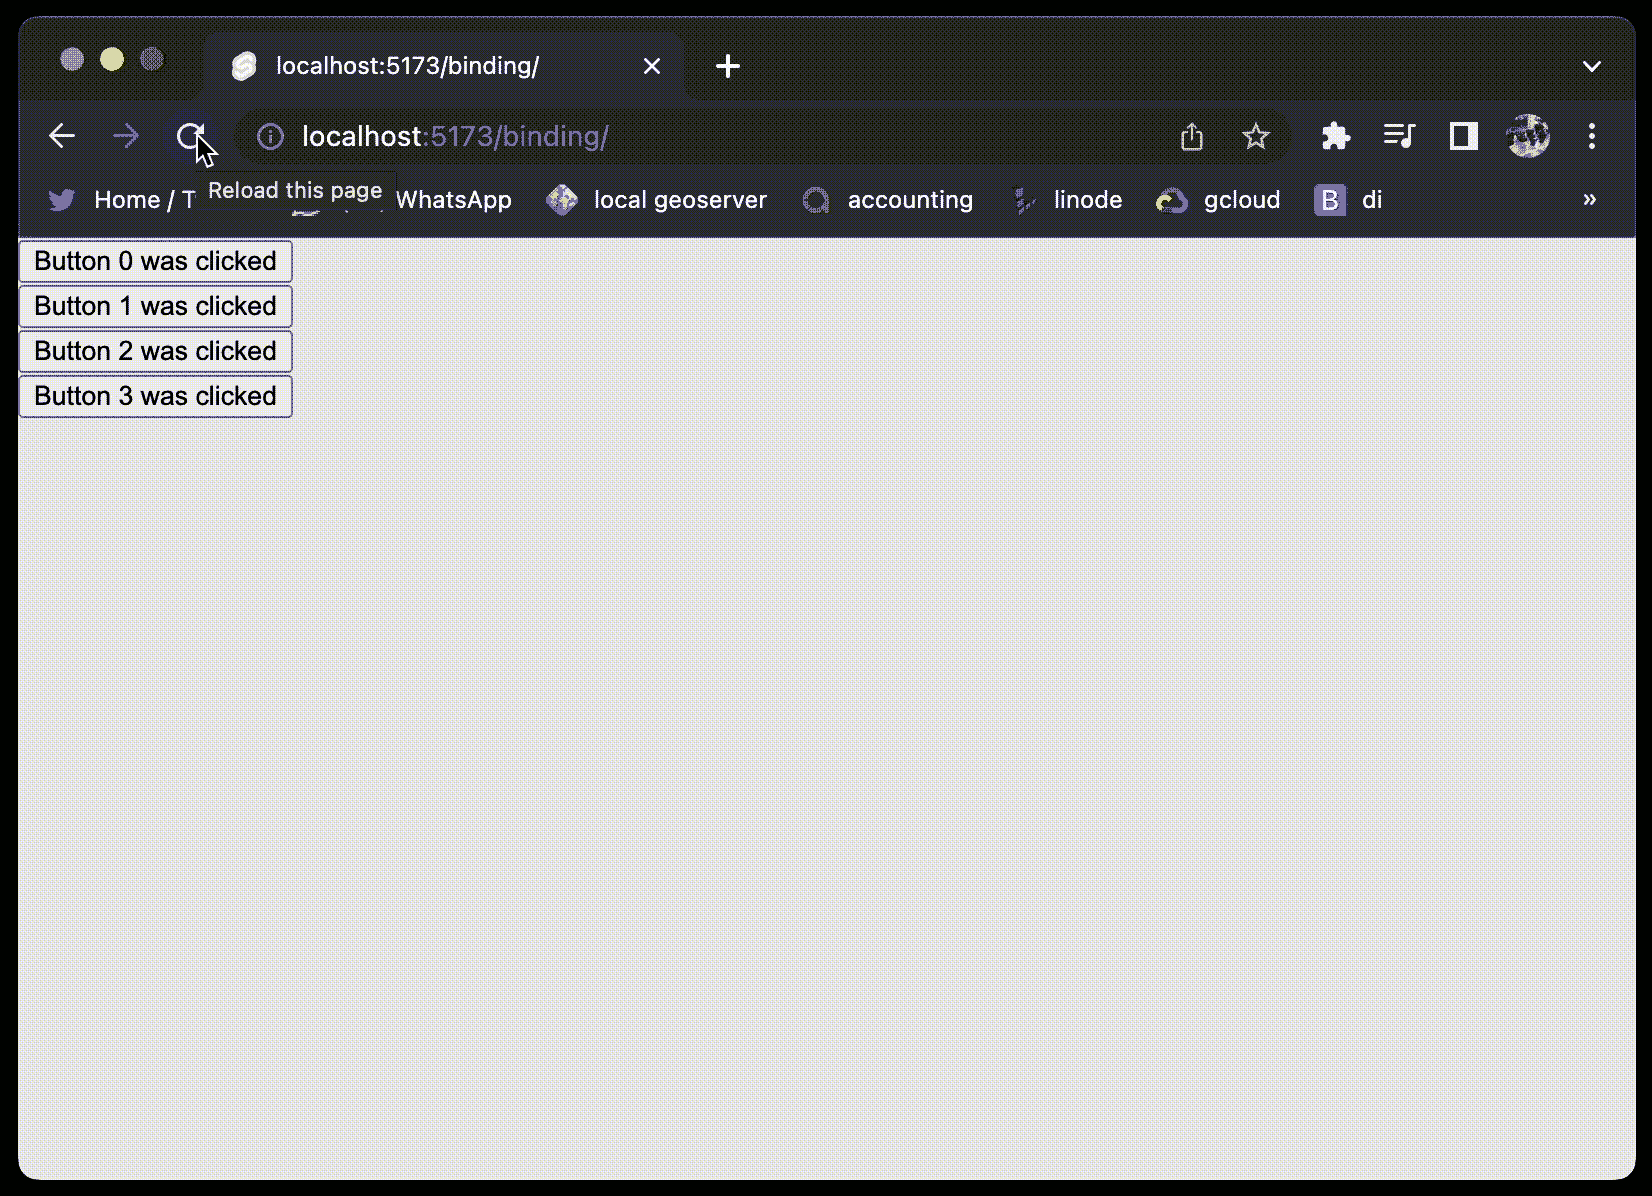 localhost:5173/binding/
localhost:5173/binding/
Home / T
Reload this page
WhatsApp
local geoserver
accounting
linode
gcloud
B di
Button 0 was clicked
Button 1 was clicked
Button 2 was clicked
Button 3 was clicked